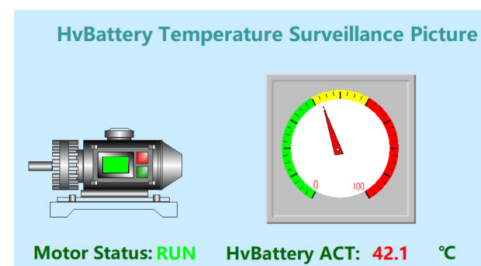 HvBattery Temperature Surveillance Picture
0 100
Motor Status: RUN HvBattery ACT: 42.1 °C